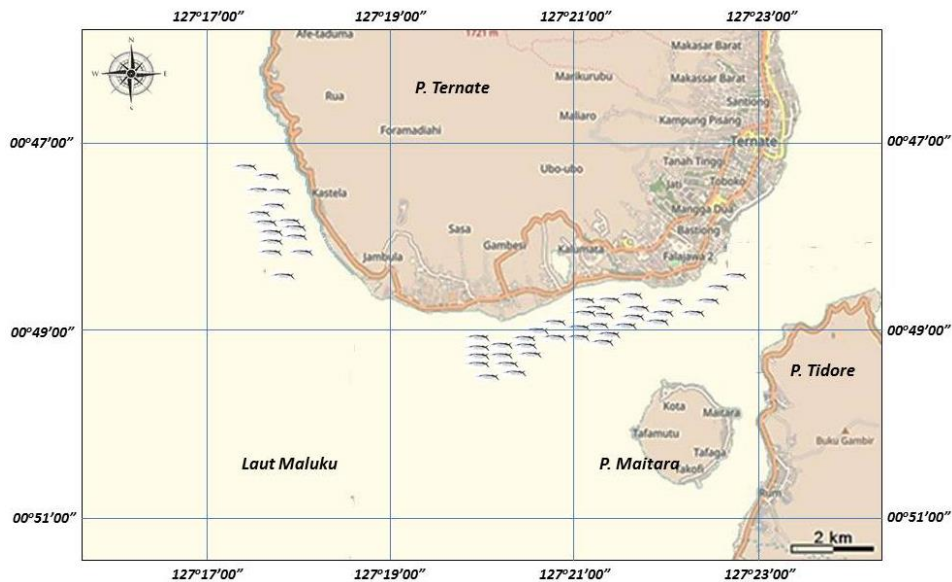 127°17'00" 127°19'00" 127°21'00" 127°23'00"
Afe-taduma
1721 m
Makasar Barat
N
W E
S
P. Ternate
Marikurubu
Makassar Barat
Rua
Santiong
Maliaro
Kampung Pisang
Foramadiahi
00°47'00" Ternate 00°47'00"
Tanah Tinggi
Ubo-ubo
Jati
Toboko
Kastela
Mangga Dua
Sasa
Bastiong
Gambesi
Kalumata
Jambula
Falajawa 2
00°49'00" 00°49'00"
P. Tidore
Kota
Maitara
Tafamutu
Buku Gambir
Tafaga
Laut Maluku
P. Maitara
Takofi
Rum
00°51'00" 00°51'00"
2 km
127°17'00" 127°19'00" 127°21'00" 127°23'00"